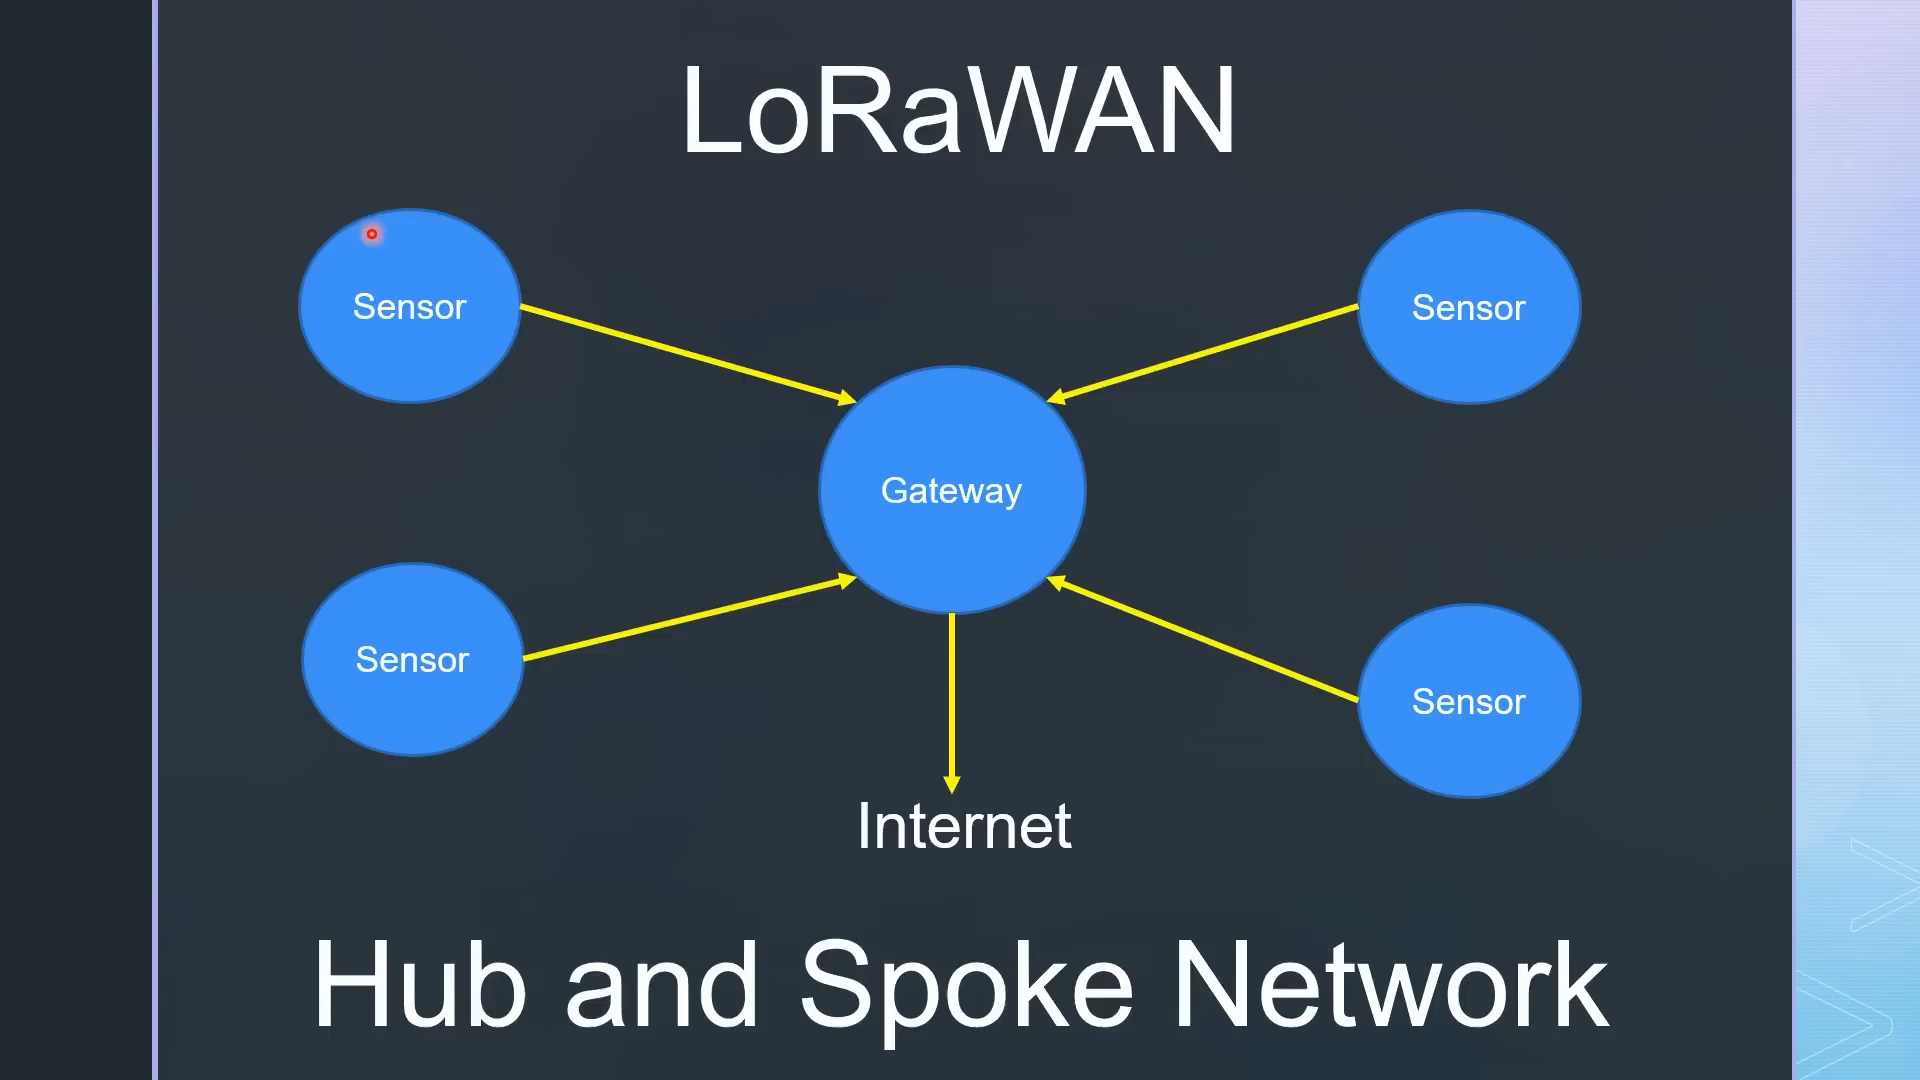 LoRaWAN
Sensor
Sensor
Gateway
Sensor
Sensor
Internet
Hub and Spoke Network